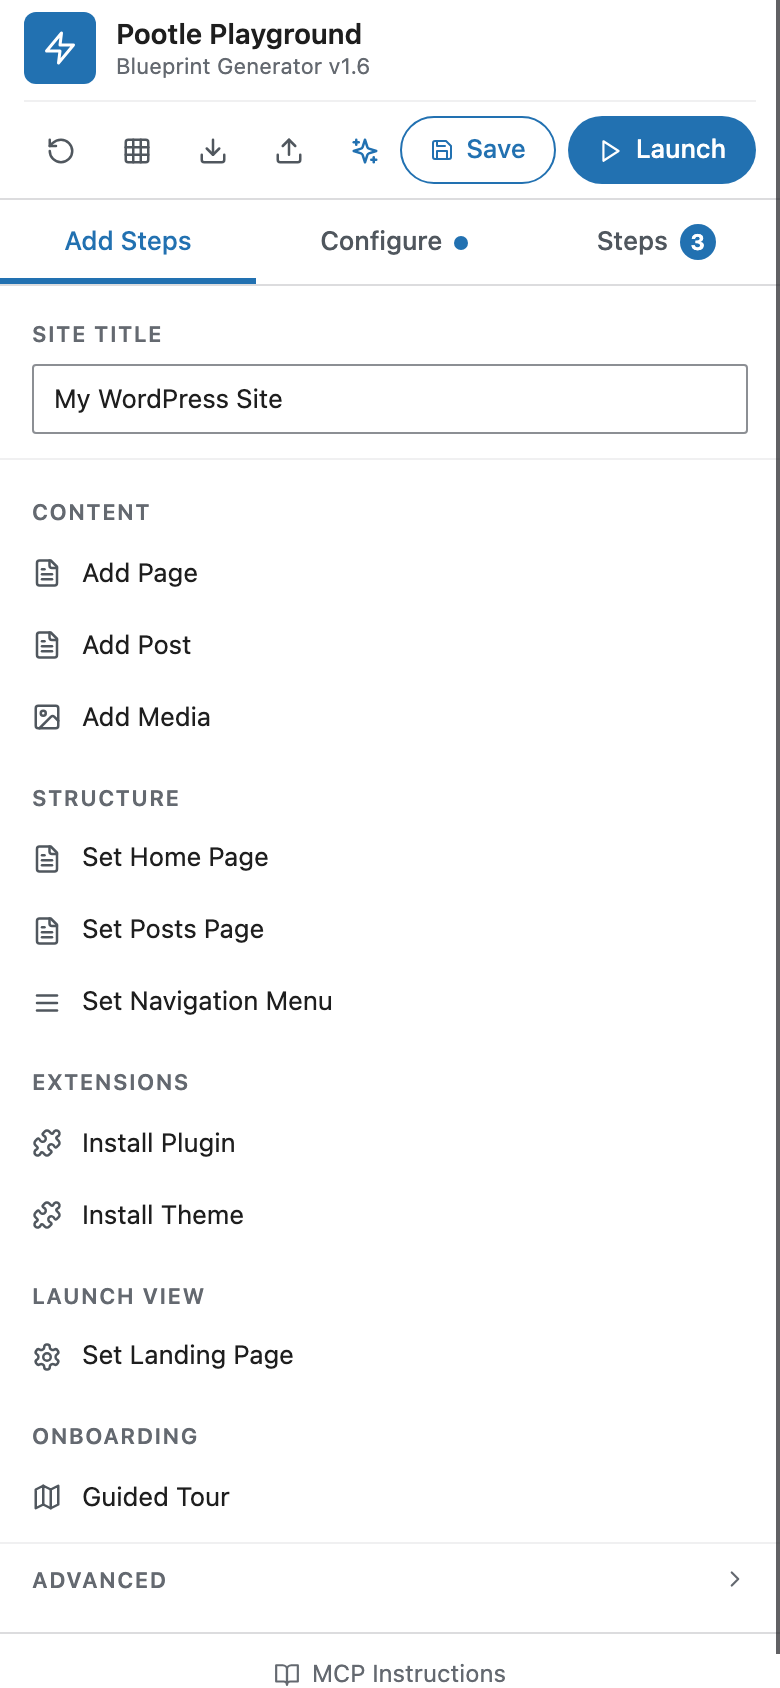 Pootle Playground
Blueprint Generator v1.6
Save
Launch
Add Steps
Configure
Steps 3
SITE TITLE
My WordPress Site
CONTENT
Add Page
Add Post
Add Media
STRUCTURE
Set Home Page
Set Posts Page
Set Navigation Menu
EXTENSIONS
Install Plugin
Install Theme
LAUNCH VIEW
Set Landing Page
ONBOARDING
Guided Tour
ADVANCED
MCP Instructions